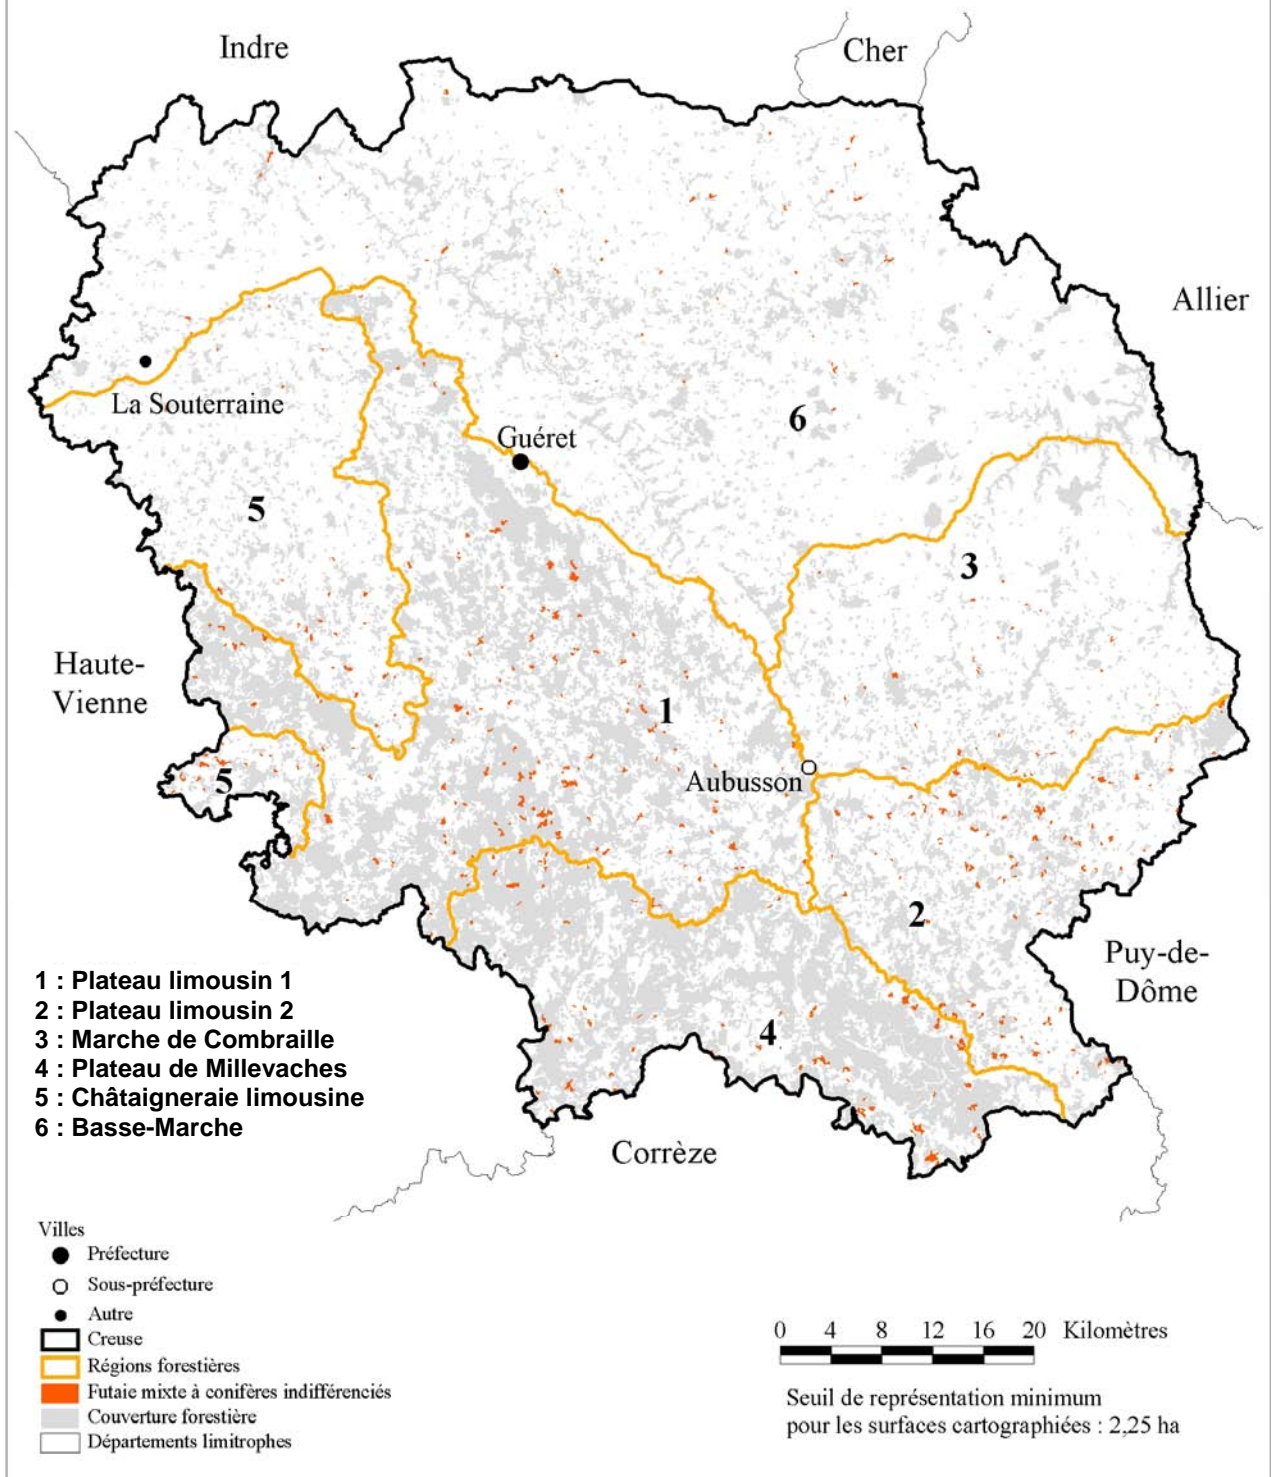 Indre
Cher
Allier
La Souterraine
6
Guéret
5
3
Haute-
Vienne
1
5
Aubusson
2
Puy-de-
Dôme
4
1 : Plateau limousin 1
2 : Plateau limousin 2
3 : Marche de Combraille
4 : Plateau de Millevaches
5 : Châtaigneraie limousine
6 : Basse-Marche
Corrèze
Villes
Préfecture
Sous-préfecture
Autre
Creuse
Régions forestières
Futaie mixte à conifères indifférenciés
Couverture forestière
Départements limitrophes
0 4 8 12 16 20 Kilomètres
Seuil de représentation minimum
pour les surfaces cartographiées : 2,25 ha